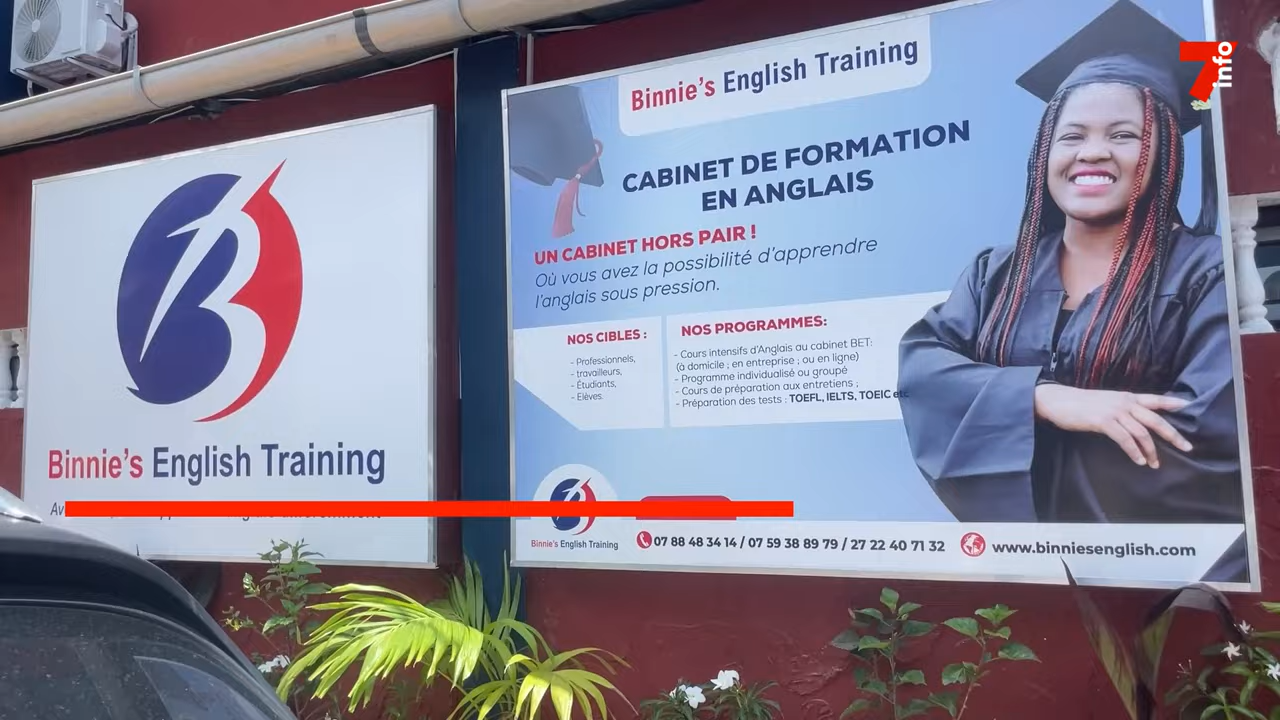 7info
Binnie's English Training
Binnie's English Training
CABINET DE FORMATION
EN ANGLAIS
UN CABINET HORS PAIR !
Où vous avez la possibilité d'apprendre
l'anglais sous pression.
NOS CIBLES :
- Professionnels,
- travailleurs,
- Étudiants,
- Elèves.
NOS PROGRAMMES:
- Cours intensifs d'Anglais au cabinet BET:
(à domicile ; en entreprise ; ou en ligne)
- Programme individualisé ou groupé
- Cours de préparation aux entretiens ;
- Préparation des tests : TOEFL, IELTS, TOEIC etc
Binnie's English Training
07 88 48 34 14 / 07 59 38 89 79 / 27 22 40 71 32
www.binniesenglish.com